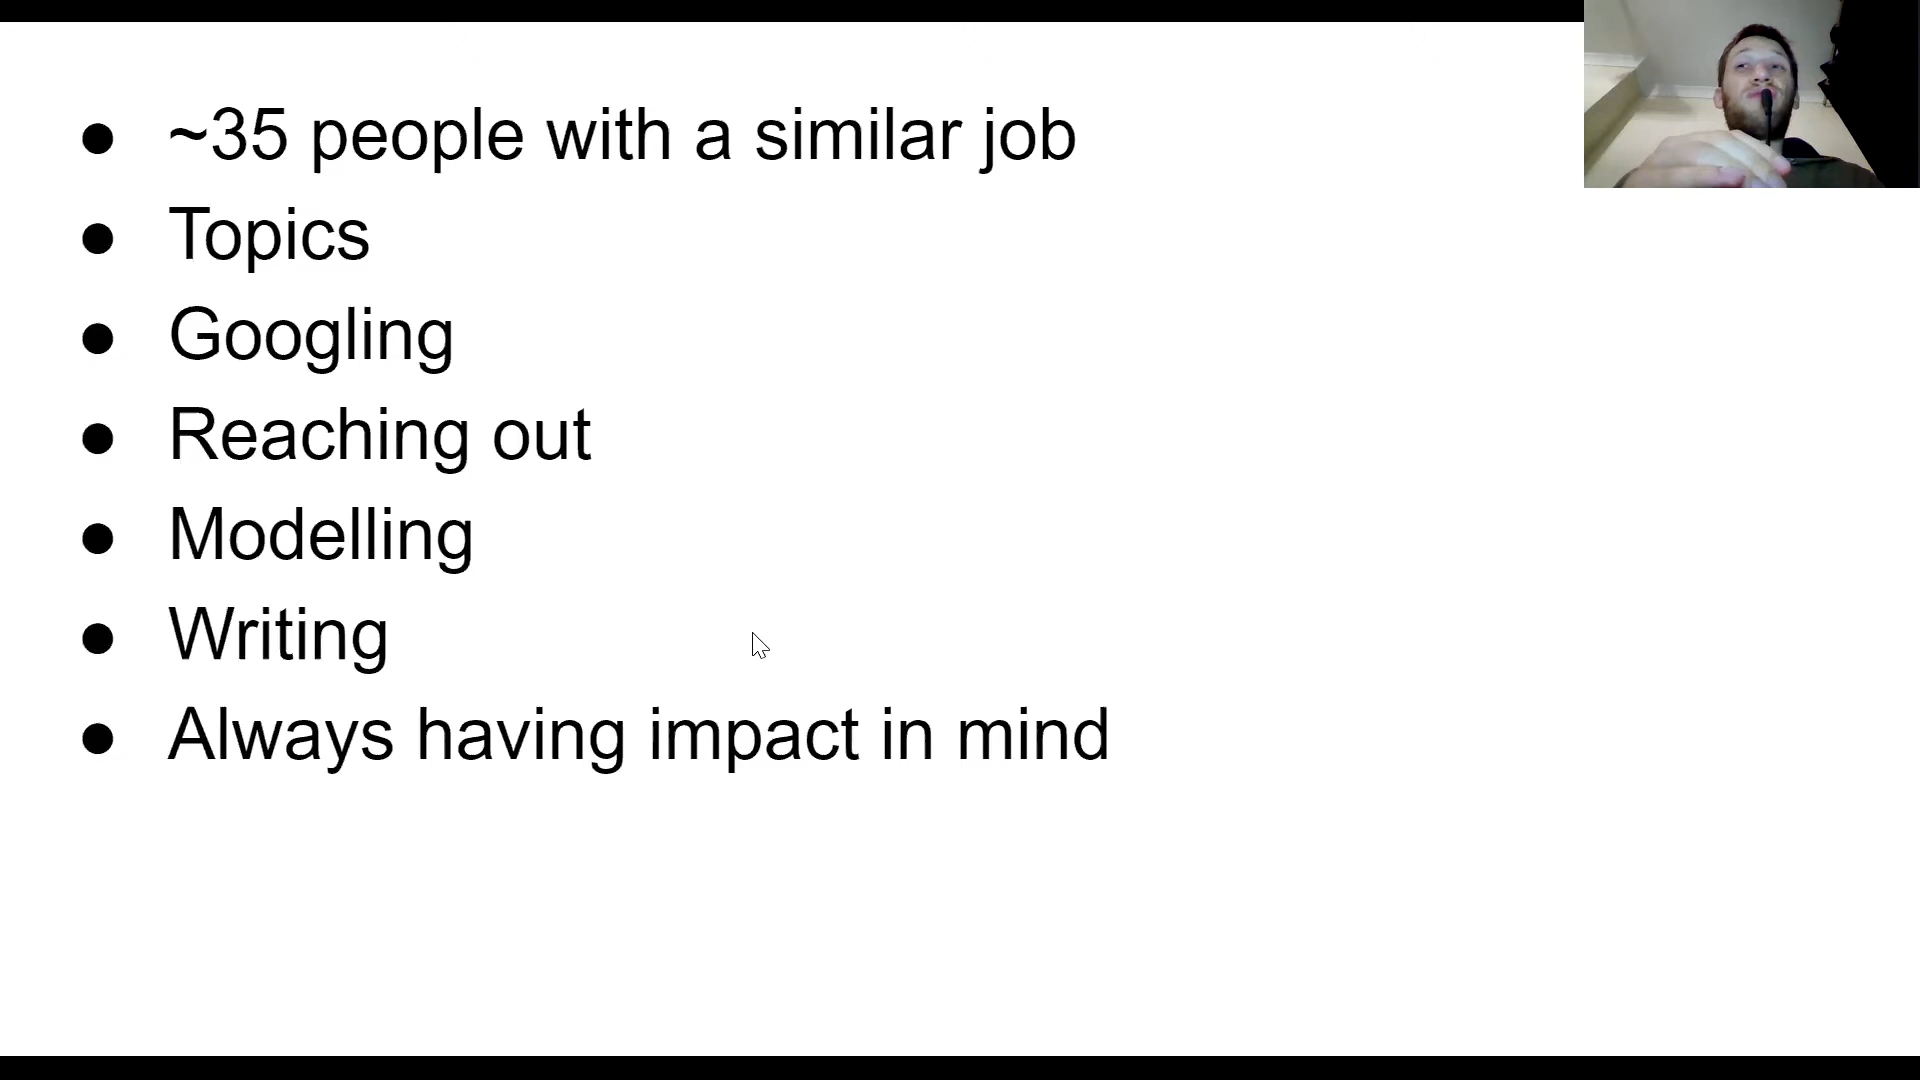 ● ~35 people with a similar job
● Topics
● Googling
● Reaching out
● Modelling
● Writing
● Always having impact in mind